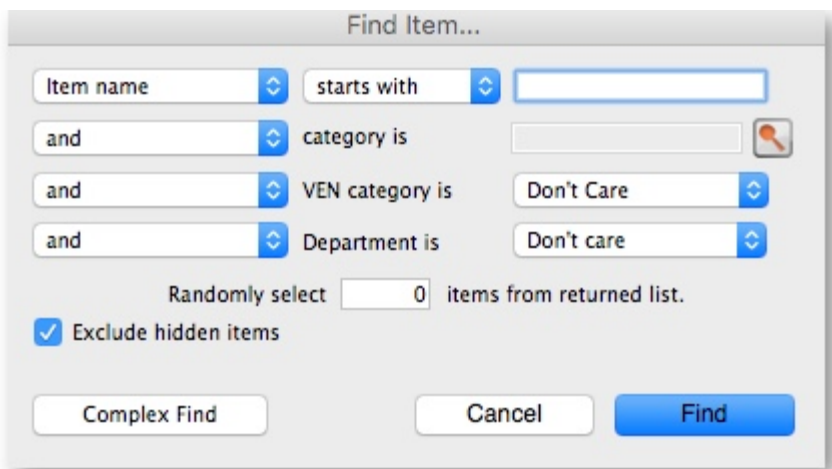 Find Item...
Item name starts with
and category is
and VEN category is Don't Care
and Department is Don't care
Randomly select 0 items from returned list.
Exclude hidden items
Complex Find Cancel Find